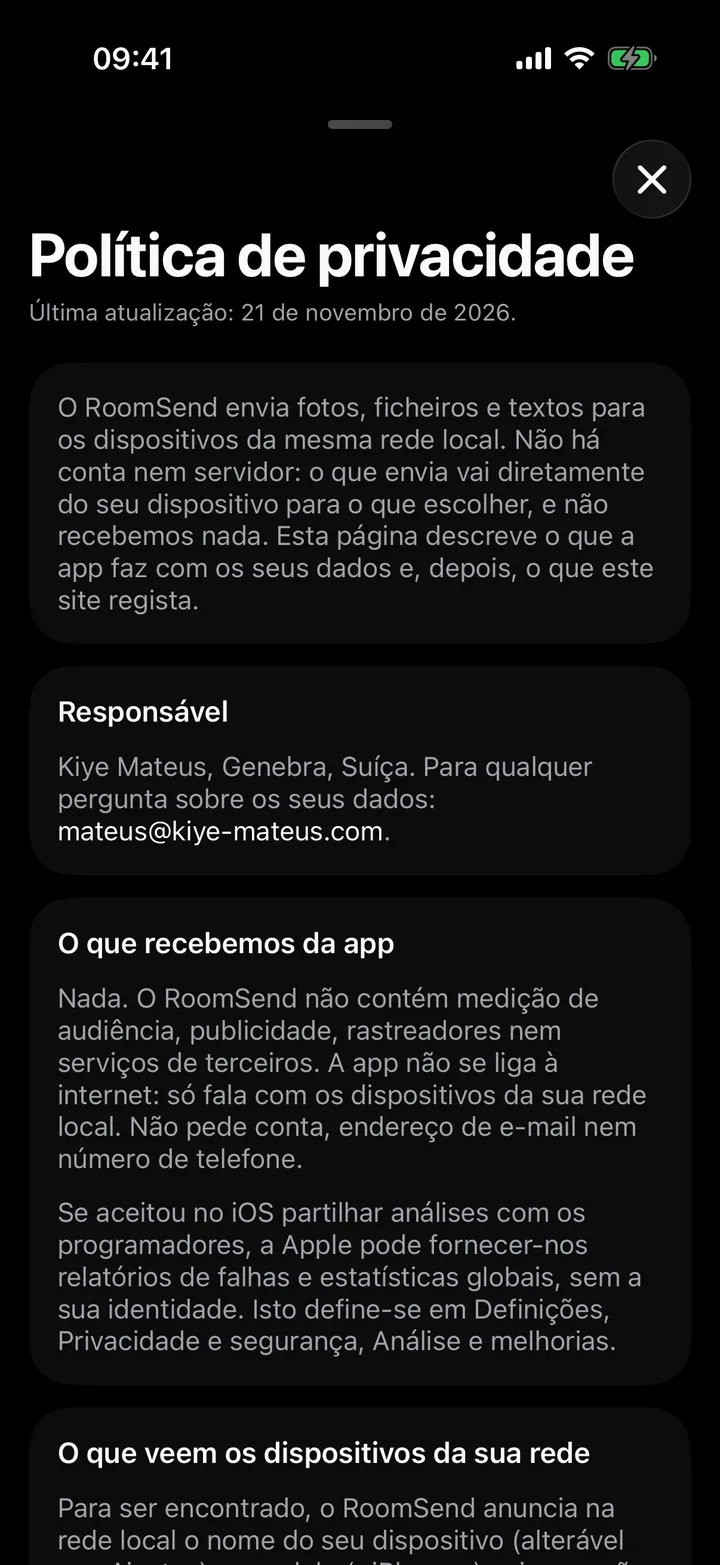 09:41
Política de privacidade
Última atualização: 21 de novembro de 2026.
O RoomSend envia fotos, ficheiros e textos para
os dispositivos da mesma rede local. Não há
conta nem servidor: o que envia vai diretamente
do seu dispositivo para o que escolher, e não
recebemos nada. Esta página descreve o que a
app faz com os seus dados e, depois, o que este
site regista.
Responsável
Kiye Mateus, Genebra, Suíça. Para qualquer
pergunta sobre os seus dados:
mateus@kiye-mateus.com.
O que recebemos da app
Nada. O RoomSend não contém medição de
audiência, publicidade, rastreadores nem
serviços de terceiros. A app não se liga à
internet: só fala com os dispositivos da sua rede
local. Não pede conta, endereço de e-mail nem
número de telefone.
Se aceitou no iOS partilhar análises com os
programadores, a Apple pode fornecer-nos
relatórios de falhas e estatísticas globais, sem a
sua identidade. Isto define-se em Definições,
Privacidade e segurança, Análise e melhorias.
O que veem os dispositivos da sua rede
Para ser encontrado, o RoomSend anuncia na
rede local o nome do seu dispositivo (alterável